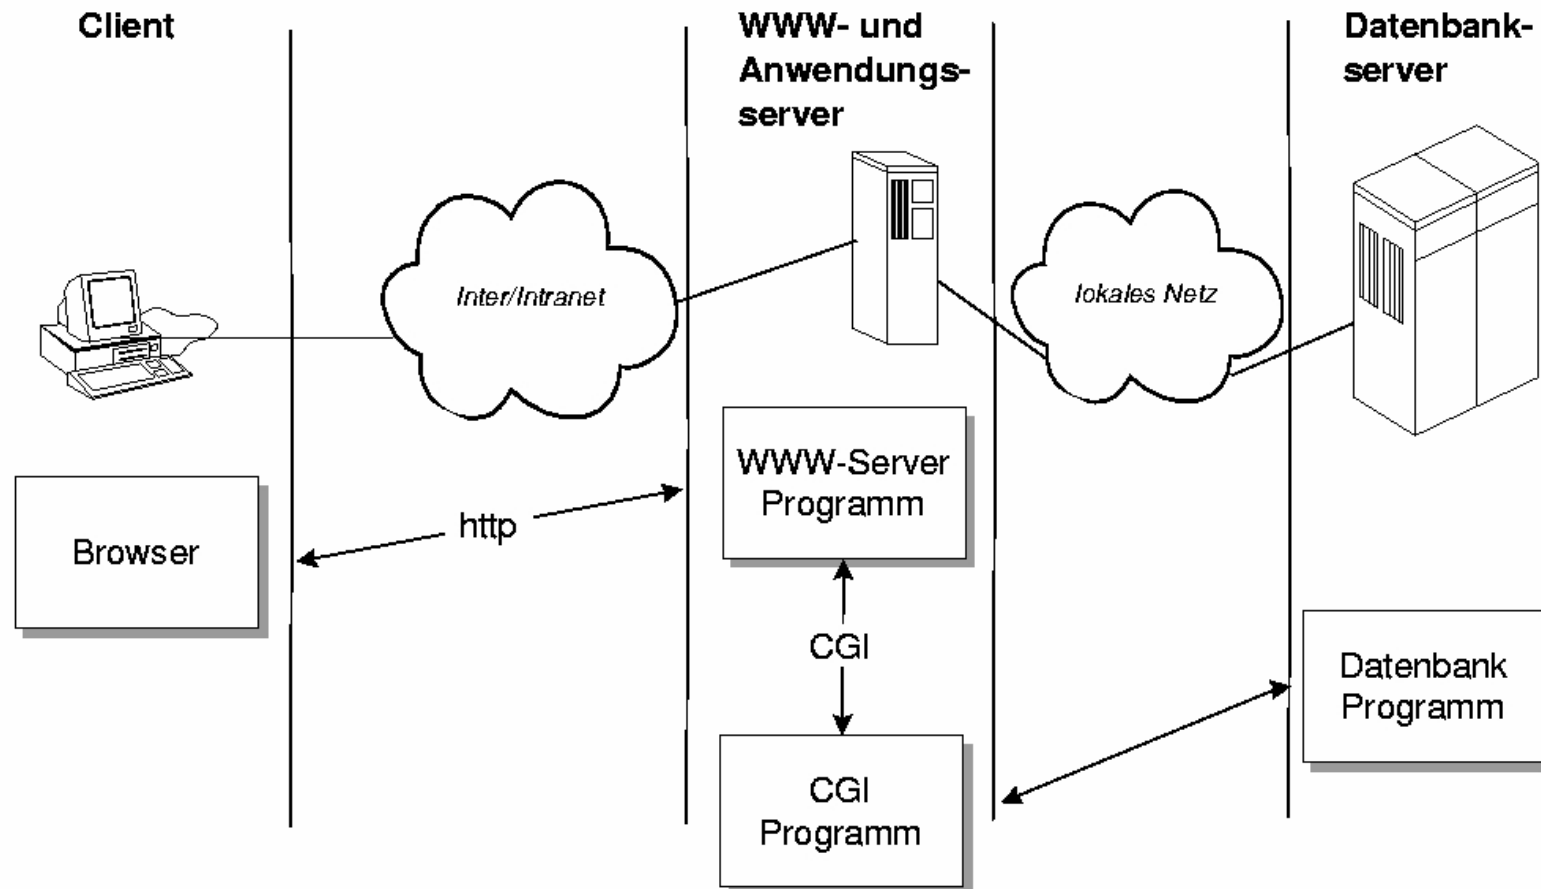 Client
WWW- und
Anwendungs-
server
Datenbank-
server
Inter/Intranet
lokales Netz
Browser
http
WWW-Server
Programm
CGI
CGI
Programm
Datenbank
Programm